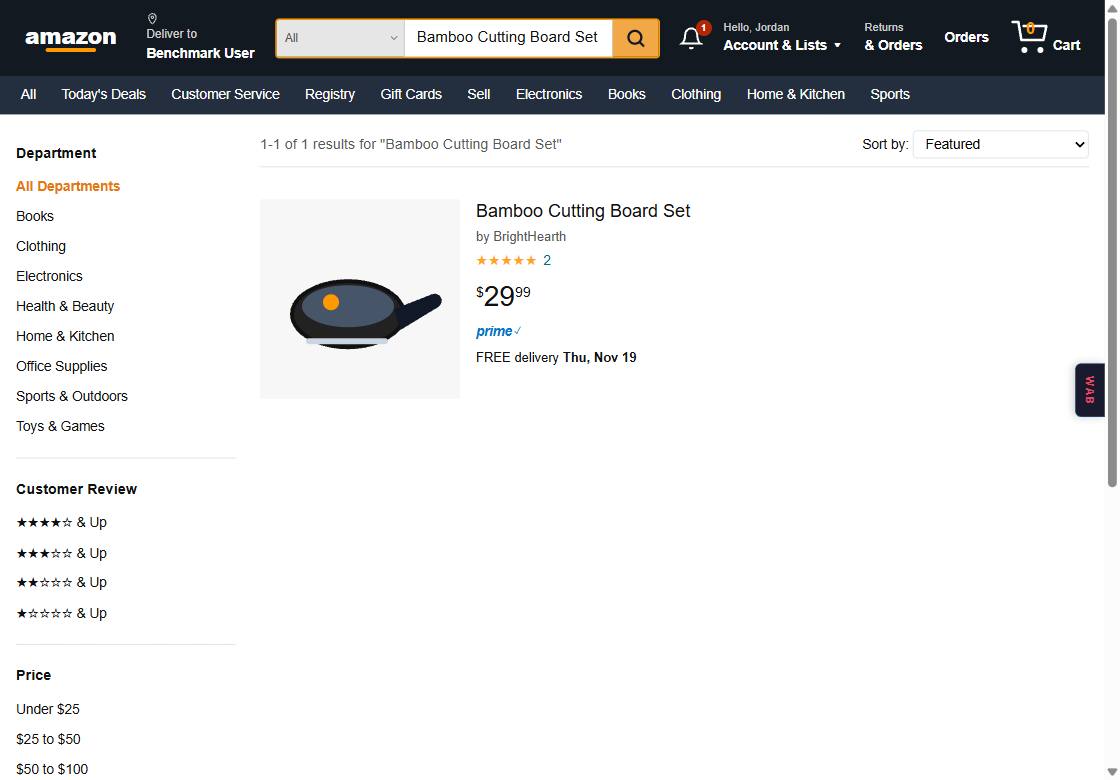 amazon
Deliver to
Benchmark User
All
Bamboo Cutting Board Set
1
Hello, Jordan
Account & Lists
Returns
& Orders
Orders
0
Cart
All
Today's Deals
Customer Service
Registry
Gift Cards
Sell
Electronics
Books
Clothing
Home & Kitchen
Sports
Department
All Departments
Books
Clothing
Electronics
Health & Beauty
Home & Kitchen
Office Supplies
Sports & Outdoors
Toys & Games
Customer Review
★★★★☆ & Up
★★★☆☆ & Up
★★☆☆☆ & Up
★☆☆☆☆ & Up
Price
Under $25
$25 to $50
$50 to $100
1-1 of 1 results for "Bamboo Cutting Board Set"
Sort by: Featured
Bamboo Cutting Board Set
by BrightHearth
★★★★★ 2
$2999
prime✓
FREE delivery Thu, Nov 19
WAB